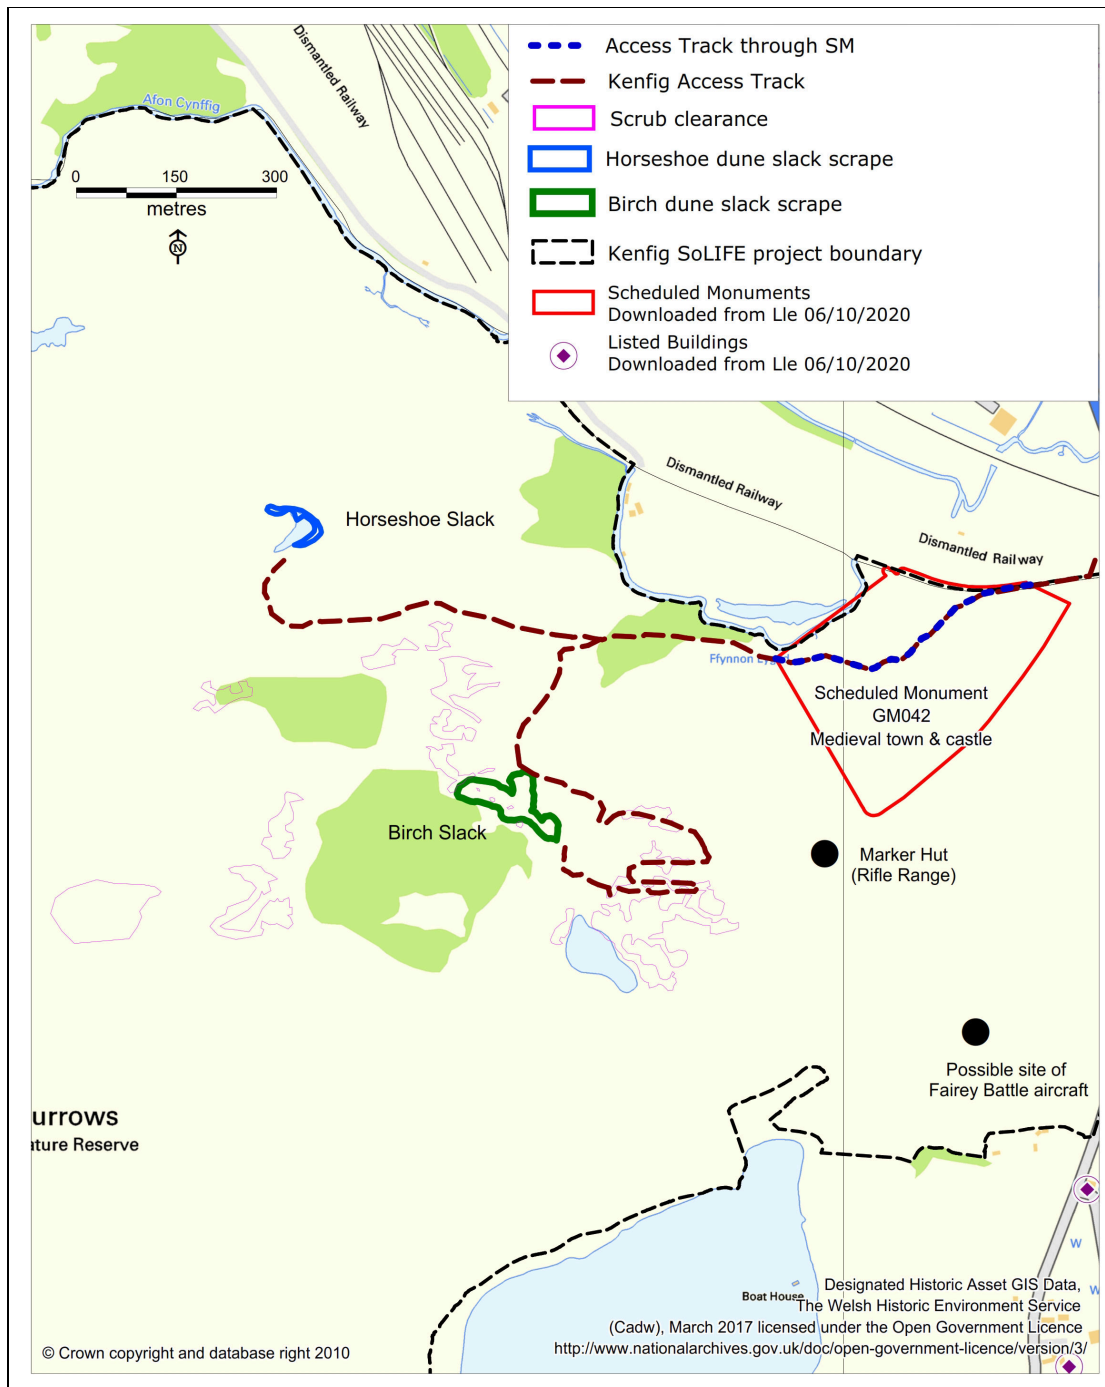 Access Track through SM
Kenfig Access Track
Scrub clearance
Horseshoe dune slack scrape
Birch dune slack scrape
Kenfig SoLIFE project boundary
Scheduled Monuments
Downloaded from Lle 06/10/2020
Listed Buildings
Downloaded from Lle 06/10/2020
Dismantled Railway
Afon Cynffig
0 150 300
metres
N
Dismantled Railway
Dismantled Railway
Horseshoe Slack
Ffynnon
Scheduled Monument
GM042
Medieval town & castle
Birch Slack
Marker Hut
(Rifle Range)
Possible site of
Fairey Battle aircraft
urrows
ature Reserve
W
W
Boat House
Designated Historic Asset GIS Data,
The Welsh Historic Environment Service
(Cadw), March 2017 licensed under the Open Government Licence
http://www.nationalarchives.gov.uk/doc/open-government-licence/version/3/
© Crown copyright and database right 2010